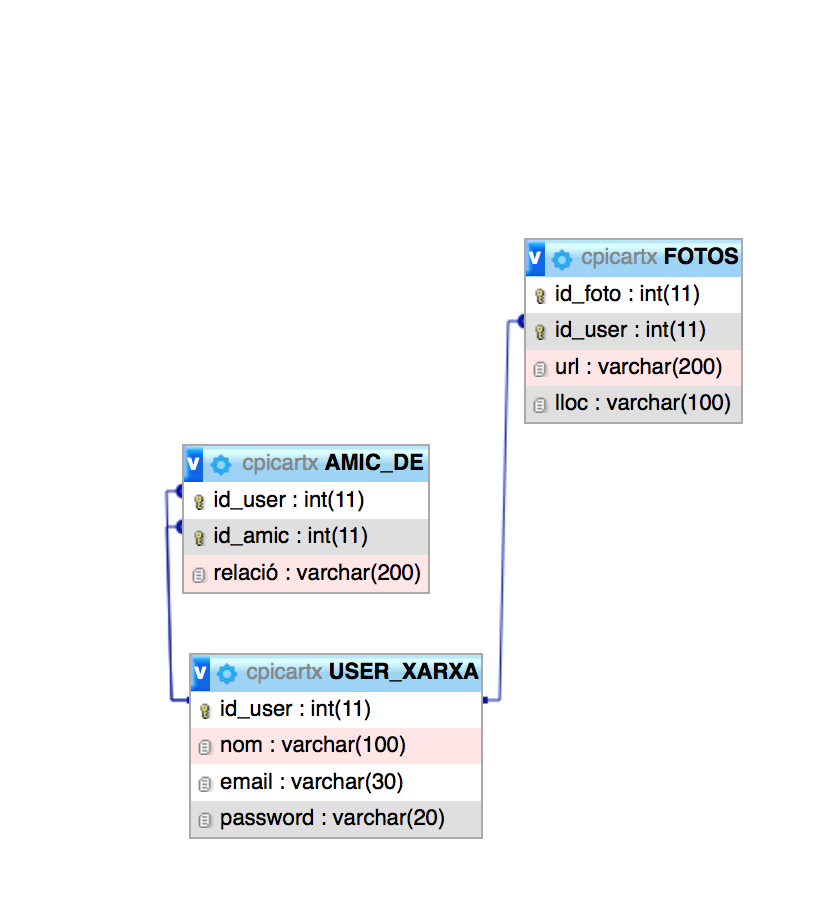 v cpicartx FOTOS
id_foto : int(11)
id_user : int(11)
url : varchar(200)
lloc : varchar(100)
v cpicartx AMIC_DE
id_user : int(11)
id_amic : int(11)
relació : varchar(200)
v cpicartx USER_XARXA
id_user : int(11)
nom : varchar(100)
email : varchar(30)
password : varchar(20)